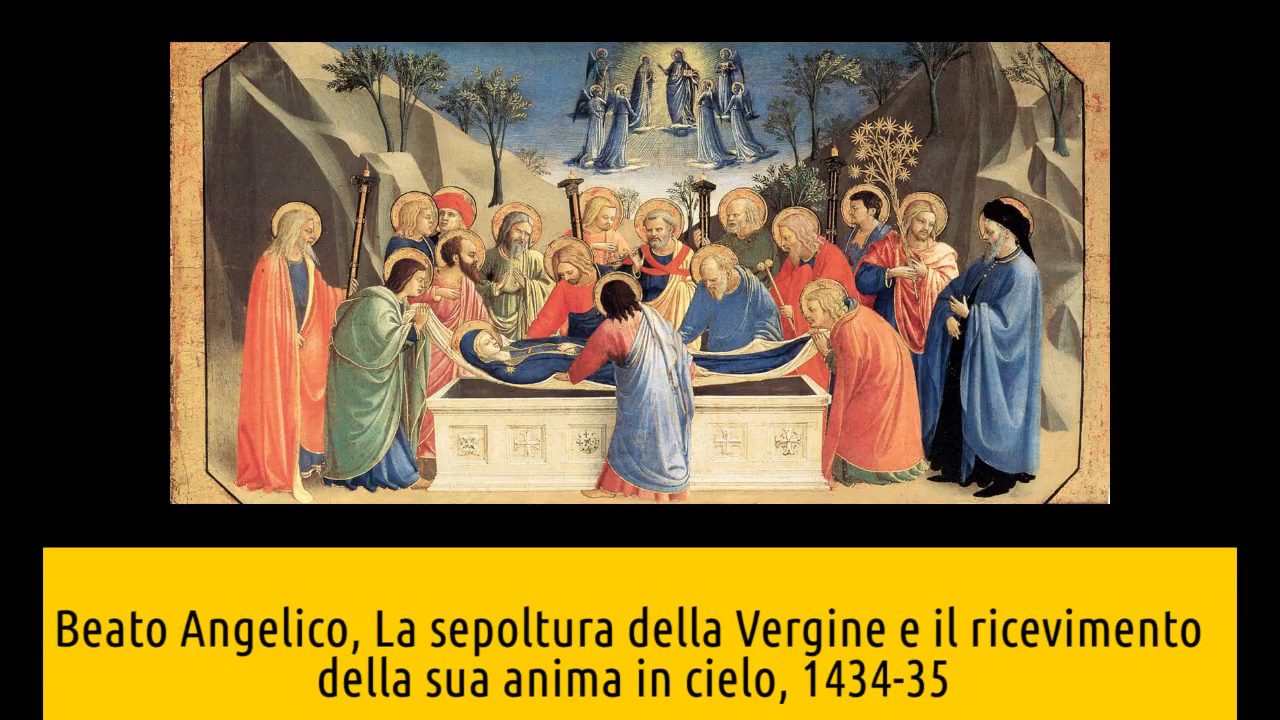 Beato Angelico, La sepoltura della Vergine e il ricevimento
della sua anima in cielo, 1434-35